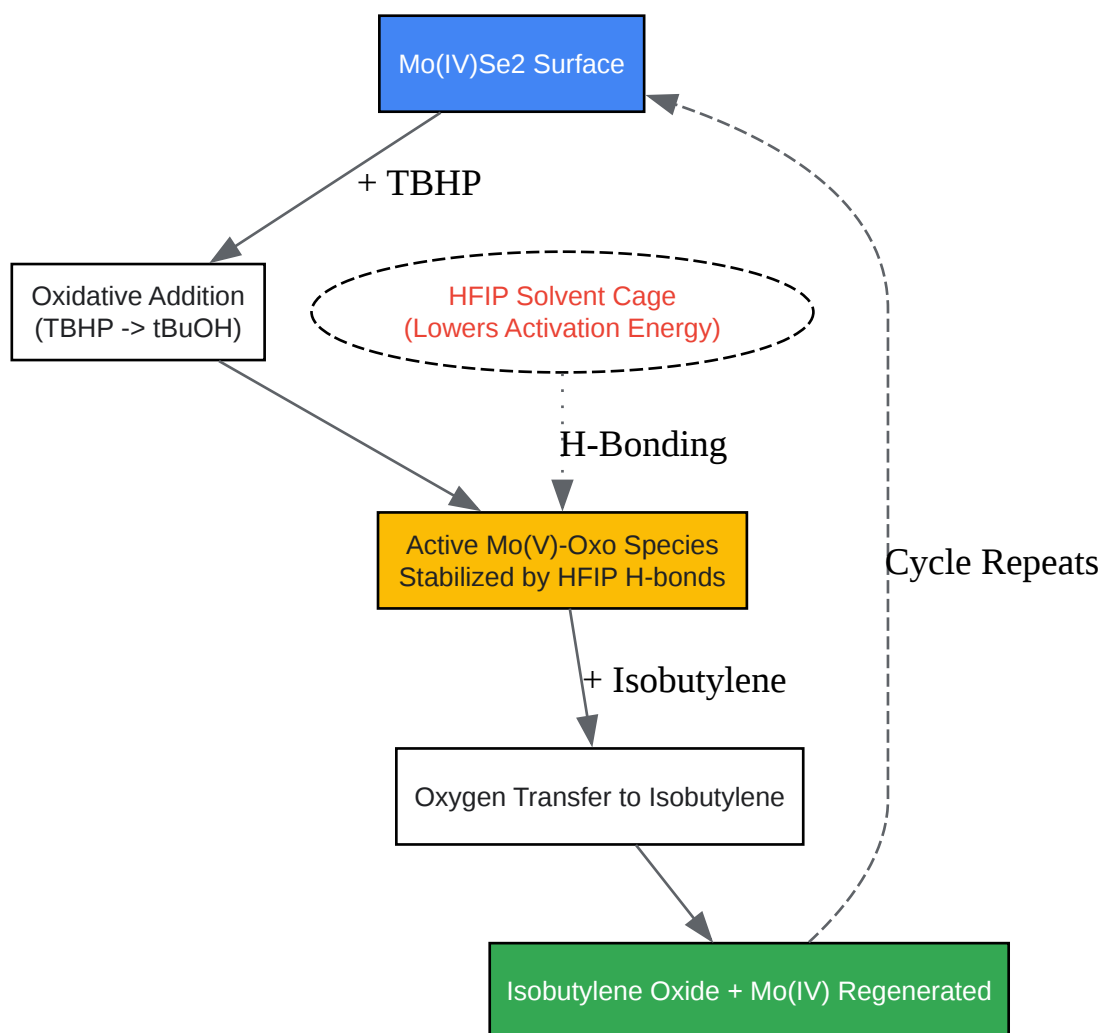 Mo(IV)Se2 Surface
+ TBHP
Oxidative Addition
(TBHP -> tBuOH)
HFIP Solvent Cage
(Lowers Activation Energy)
H-Bonding
Active Mo(V)-Oxo Species
Stabilized by HFIP H-bonds
Cycle Repeats
+ Isobutylene
Oxygen Transfer to Isobutylene
Isobutylene Oxide + Mo(IV) Regenerated